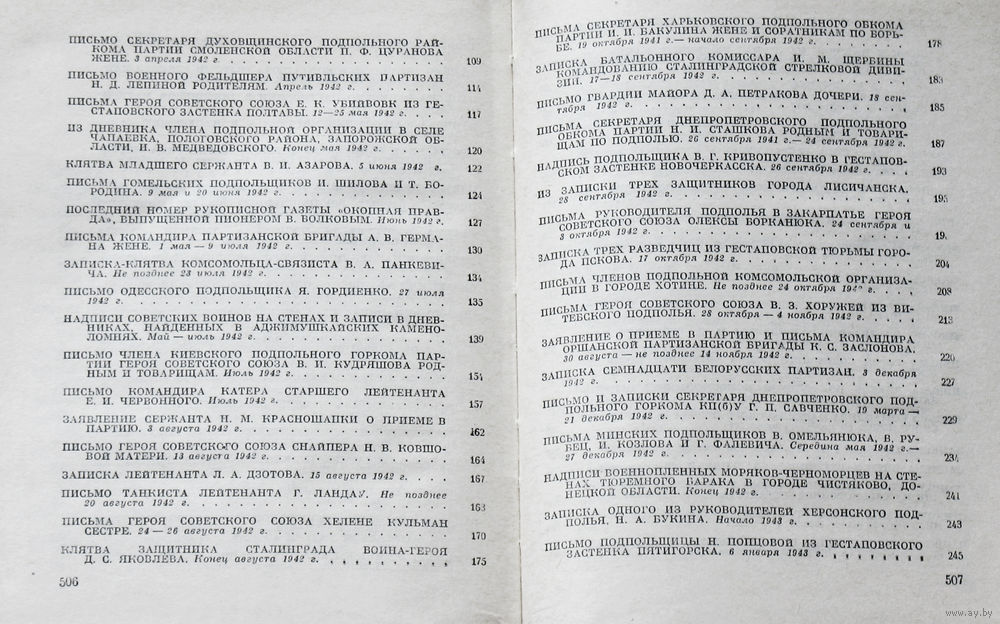 ПИСЬМО СЕКРЕТАРЯ ДУХОВЩИНСКОГО ПОДПОЛЬНОГО РАЙ-
КОМА ПАРТИИ СМОЛЕНСКОЙ ОБЛАСТИ П. Ф. ЦУРАНОВА
ЖЕНЕ. 3 апреля 1942 г. 109
ПИСЬМО ВОЕННОГО ФЕЛЬДШЕРА ПУТИВЛЬСКИХ ПАРТИЗАН
Н. Д. ЛЕПИНОЙ РОДИТЕЛЯМ. Апрель 1942 г. 114
ПИСЬМА ГЕРОЯ СОВЕТСКОГО СОЮЗА Е. К. УБИЙВОВК ИЗ ГЕ-
СТАПОВСКОГО ЗАСТЕНКА ПОЛТАВЫ. 12—25 мая 1942 г. 117
ИЗ ДНЕВНИКА ЧЛЕНА ПОДПОЛЬНОЙ ОРГАНИЗАЦИИ В СЕЛЕ
ЧАПАЕВКА, ПОЛОГОВСКОГО РАЙОНА, ЗАПОРОЖСКОЙ ОБ-
ЛАСТИ, И. В. МЕДВЕДОВСКОГО. Конец мая 1942 г. 120
КЛЯТВА МЛАДШЕГО СЕРЖАНТА В. И. АЗАРОВА. 5 июня 1942 г. 122
ПИСЬМА ГОМЕЛЬСКИХ ПОДПОЛЬЩИКОВ И. ШИЛОВА И Т. БО-
РОДИНА. 9 мая и 20 июня 1942 г. 124
ПОСЛЕДНИЙ НОМЕР РУКОПИСНОЙ ГАЗЕТЫ «ОКОПНАЯ ПРАВ-
ДА», ВЫПУЩЕННОЙ ПИОНЕРОМ В. ВОЛКОВЫМ. Июнь 1942 г. 127
ПИСЬМА КОМАНДИРА ПАРТИЗАНСКОЙ БРИГАДЫ А. В. ГЕРМА-
НА ЖЕНЕ. 1 мая — 9 июля 1942 г. 130
ЗАПИСКА-КЛЯТВА КОМСОМОЛЬЦА-СВЯЗИСТА В. А. ПАНКЕВИ-
ЧА. Не позднее 23 июля 1942 г. 134
ПИСЬМО ОДЕССКОГО ПОДПОЛЬЩИКА Я. ГОРДИЕНКО. 27 июля
1942 г. 135
НАДПИСИ СОВЕТСКИХ ВОИНОВ НА СТЕНАХ И ЗАПИСИ В ДНЕВ-
НИКАХ, НАЙДЕННЫХ В АДЖИМУШКАЙСКИХ КАМЕНО-
ЛОМНЯХ. Май — июль 1942 г. 139
ПИСЬМО ЧЛЕНА КИЕВСКОГО ПОДПОЛЬНОГО ГОРКОМА ПАР-
ТИИ ГЕРОЯ СОВЕТСКОГО СОЮЗА В. И. КУДРЯШОВА РОД-
НЫМ И ТОВАРИЩАМ. Июль 1942 г. 154
ПИСЬМО КОМАНДИРА КАТЕРА СТАРШЕГО ЛЕЙТЕНАНТА
Е. И. ЧЕРВОННОГО. Июль 1942 г. 157
ЗАЯВЛЕНИЕ СЕРЖАНТА Н. М. КРАСНОШАПКИ О ПРИЕМЕ В
ПАРТИЮ. 3 августа 1942 г. 162
ПИСЬМО ГЕРОЯ СОВЕТСКОГО СОЮЗА СНАЙПЕРА Н. В. КОВШО-
ВОЙ МАТЕРИ. 13 августа 1942 г. 164
ЗАПИСКА ЛЕЙТЕНАНТА Л. А. ДЗОТОВА. 15 августа 1942 г. 167
ПИСЬМО ТАНКИСТА ЛЕЙТЕНАНТА Г. ЛАНДАУ. Не позднее
20 августа 1942 г. 168
ПИСЬМА ГЕРОЯ СОВЕТСКОГО СОЮЗА ХЕЛЕНЕ КУЛЬМАН
СЕСТРЕ. 24 — 26 августа 1942 г. 170
КЛЯТВА ЗАЩИТНИКА СТАЛИНГРАДА ВОИНА-ГЕРОЯ
Д. С. ЯКОВЛЕВА. Конец августа 1942 г. 175
506
ПИСЬМА СЕКРЕТАРЯ ХАРЬКОВСКОГО ПОДПОЛЬНОГО ОБКОМА
ПАРТИИ И. И. БАКУЛИНА ЖЕНЕ И СОРАТНИКАМ ПО БОРЬ-
БЕ. 19 октября 1941 г.— начало сентября 1942 г. 178
ЗАПИСКА БАТАЛЬОННОГО КОМИССАРА И. М. ЩЕРБИНЫ
КОМАНДОВАНИЮ СТАЛИНГРАДСКОЙ СТРЕЛКОВОЙ ДИВИ-
ЗИИ. 17—18 сентября 1942 г. 183
ПИСЬМО ГВАРДИИ МАЙОРА Д. А. ПЕТРАКОВА ДОЧЕРИ. 18 сен-
тября 1942 г. 185
ПИСЬМА СЕКРЕТАРЯ ДНЕПРОПЕТРОВСКОГО ПОДПОЛЬНОГО
ОБКОМА ПАРТИИ Н. И. СТАШКОВА РОДНЫМ И ТОВАРИ-
ЩАМ ПО ПОДПОЛЬЮ. 26 сентября 1941 г.— 24 сентября 1942 г. 187
НАДПИСЬ ПОДПОЛЬЩИКА В. Г. КРИВОПУСТЕНКО В ГЕСТАПОВ-
СКОМ ЗАСТЕНКЕ НОВОЧЕРКАССКА. 26 сентября 1942 г. 193
ИЗ ЗАПИСКИ ТРЕХ ЗАЩИТНИКОВ ГОРОДА ЛИСИЧАНСКА.
28 сентября 1942 г. 195
ПИСЬМА РУКОВОДИТЕЛЯ ПОДПОЛЬЯ В ЗАКАРПАТЬЕ ГЕРОЯ
СОВЕТСКОГО СОЮЗА ОЛЕКСЫ БОРКАНЮКА. 24 сентября и
3 октября 1942 г.
ЗАПИСКА ТРЕХ РАЗВЕДЧИЦ ИЗ ГЕСТАПОВСКОЙ ТЮРЬМЫ ГОРО-
ДА ПСКОВА. 17 октября 1942 г. 204
ПИСЬМА ЧЛЕНОВ ПОДПОЛЬНОЙ КОМСОМОЛЬСКОЙ ОРГАНИЗА-
ЦИИ В ГОРОДЕ ХОТИНЕ. Не позднее 24 октября 1942 г. 208
ПИСЬМА ГЕРОЯ СОВЕТСКОГО СОЮЗА В. З. ХОРУЖЕЙ ИЗ ВИ-
ТЕБСКОГО ПОДПОЛЬЯ. 28 октября — 4 ноября 1942 г. 213
ЗАЯВЛЕНИЕ О ПРИЕМЕ В ПАРТИЮ И ПИСЬМА КОМАНДИРА
ОРШАНСКОЙ ПАРТИЗАНСКОЙ БРИГАДЫ К. С. ЗАСЛОНОВА.
30 августа — не позднее 14 ноября 1942 г. 220
ЗАПИСКА СЕМНАДЦАТИ БЕЛОРУССКИХ ПАРТИЗАН. 3 декабря
1942 г. 227
ПИСЬМО И ЗАПИСКИ СЕКРЕТАРЯ ДНЕПРОПЕТРОВСКОГО ПОД-
ПОЛЬНОГО ГОРКОМА КП(б)У Г. П. САВЧЕНКО. 19 марта —
21 декабря 1942 г. 229
ПИСЬМА МИНСКИХ ПОДПОЛЬЩИКОВ В. ОМЕЛЬЯНЮКА, В. РУ-
БЕЦ, И. КОЗЛОВА И Г. ФАЛЕВИЧА. Середина мая 1942 г.—
27 декабря 1942 г.
НАДПИСИ ВОЕННОПЛЕННЫХ МОРЯКОВ-ЧЕРНОМОРЦЕВ НА СТЕ-
НАХ ТЮРЕМНОГО БАРАКА В ГОРОДЕ ЧИСТЯКОВО, ДО-
НЕЦКОЙ ОБЛАСТИ. Конец 1942 г. 241
ЗАПИСКА ОДНОГО ИЗ РУКОВОДИТЕЛЕЙ ХЕРСОНСКОГО ПОД-
ПОЛЬЯ, Н. А. БУКИНА. Начало 1943 г. 243
ПИСЬМО ПОДПОЛЬЩИЦЫ Н. ПОПЦОВОЙ ИЗ ГЕСТАПОВСКОГО
ЗАСТЕНКА ПЯТИГОРСКА. 6 января 1943 г. 245
507
www.ay.by